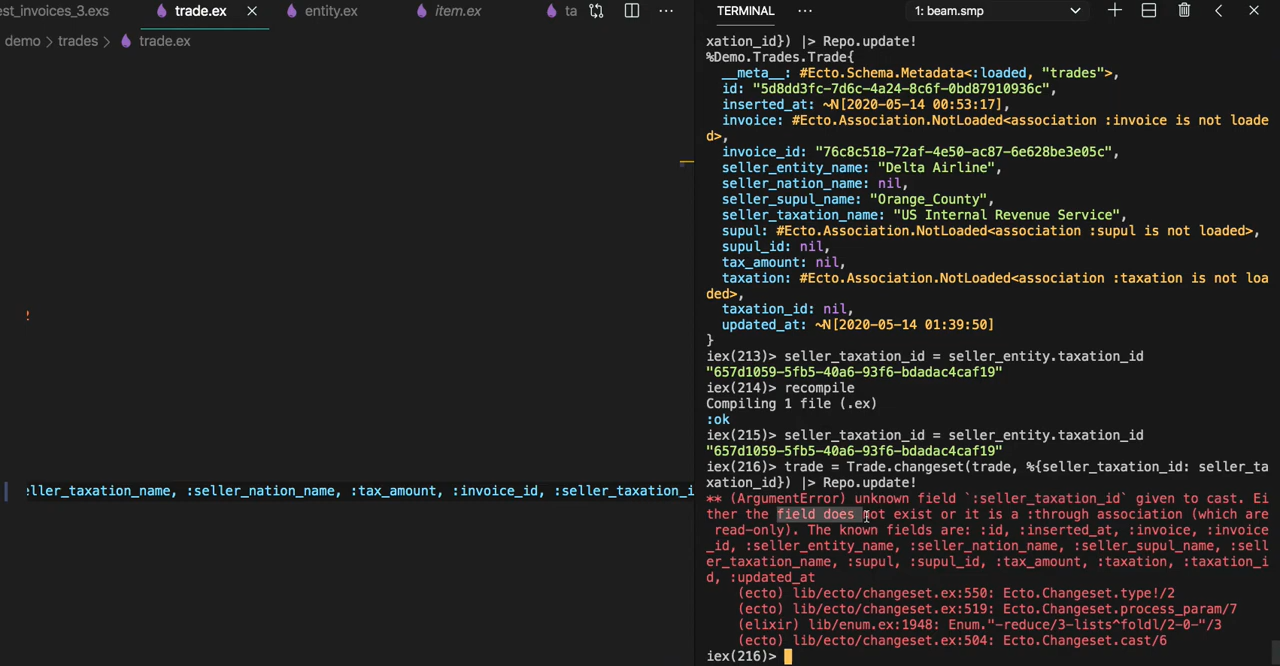 est_invoices_3.exs trade.ex entity.ex item.ex ta
demo > trades > trade.ex
eller_taxation_name, :seller_nation_name, :tax_amount, :invoice_id, :seller_taxation_i
TERMINAL 1: beam.smp
xation_id}) |> Repo.update!
%Demo.Trades.Trade{
  __meta__: #Ecto.Schema.Metadata<:loaded, "trades">,
  id: "5d8dd3fc-7d6c-4a24-8c6f-0bd87910936c",
  inserted_at: ~N[2020-05-14 00:53:17],
  invoice: #Ecto.Association.NotLoaded<association :invoice is not loade
d>,
  invoice_id: "76c8c518-72af-4e50-ac87-6e628be3e05c",
  seller_entity_name: "Delta Airline",
  seller_nation_name: nil,
  seller_supul_name: "Orange_County",
  seller_taxation_name: "US Internal Revenue Service",
  supul: #Ecto.Association.NotLoaded<association :supul is not loaded>,
  supul_id: nil,
  tax_amount: nil,
  taxation: #Ecto.Association.NotLoaded<association :taxation is not loa
ded>,
  taxation_id: nil,
  updated_at: ~N[2020-05-14 01:39:50]
}
iex(213)> seller_taxation_id = seller_entity.taxation_id
"657d1059-5fb5-40a6-93f6-bdadac4caf19"
iex(214)> recompile
Compiling 1 file (.ex)
:ok
iex(215)> seller_taxation_id = seller_entity.taxation_id
"657d1059-5fb5-40a6-93f6-bdadac4caf19"
iex(216)> trade = Trade.changeset(trade, %{seller_taxation_id: seller_ta
xation_id}) |> Repo.update!
** (ArgumentError) unknown field `:seller_taxation_id` given to cast. Ei
ther the field does not exist or it is a :through association (which are
 read-only). The known fields are: :id, :inserted_at, :invoice, :invoice
_id, :seller_entity_name, :seller_nation_name, :seller_supul_name, :sell
er_taxation_name, :supul, :supul_id, :tax_amount, :taxation, :taxation_i
d, :updated_at
    (ecto) lib/ecto/changeset.ex:550: Ecto.Changeset.type!/2
    (ecto) lib/ecto/changeset.ex:519: Ecto.Changeset.process_param/7
    (elixir) lib/enum.ex:1948: Enum."-reduce/3-lists^foldl/2-0-"/3
    (ecto) lib/ecto/changeset.ex:504: Ecto.Changeset.cast/6
iex(216)>